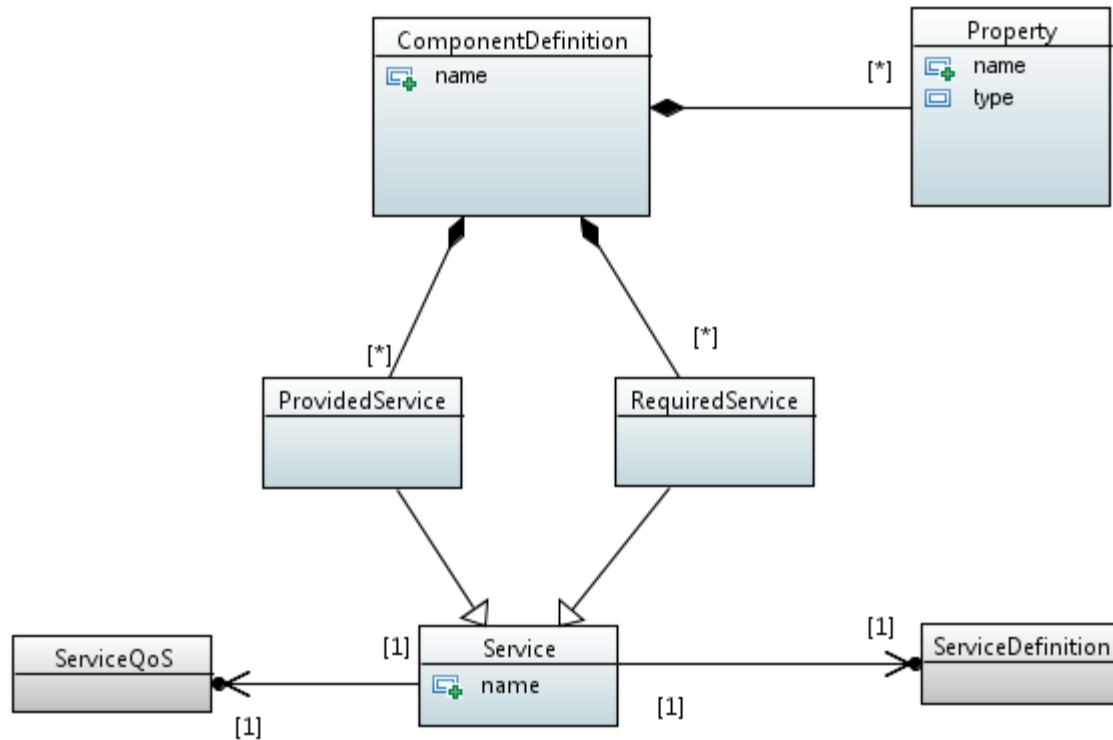 ComponentDefinition
name
Property
name
type
[*]
[*]
[*]
ProvidedService
RequiredService
ServiceQoS
[1]
[1]
Service
name
[1]
[1]
ServiceDefinition